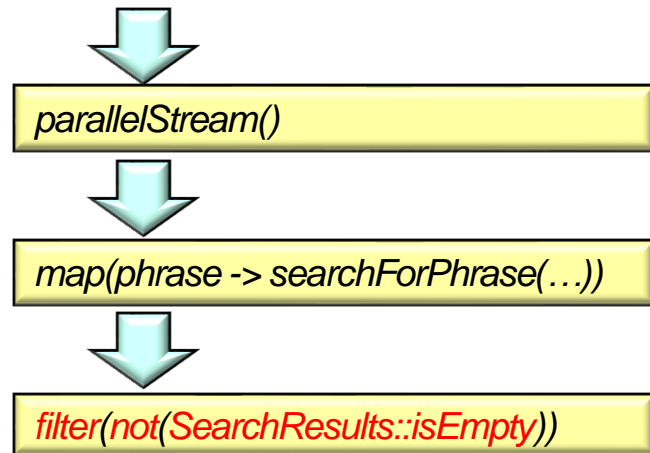 parallelStream()
map(phrase -> searchForPhrase(…))
filter(not(SearchResults::isEmpty))